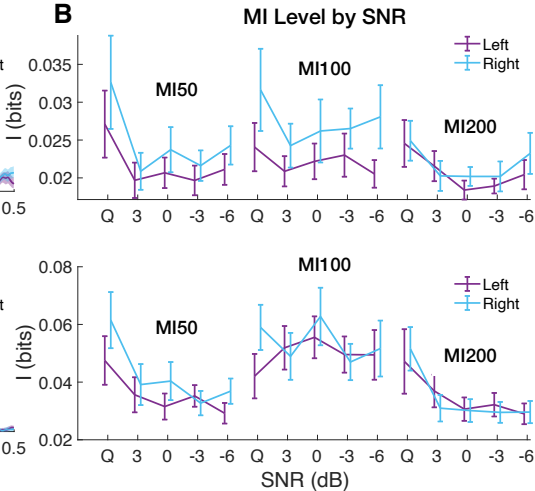 B
MI Level by SNR
t
I (bits)
0.035
0.03
0.025
0.02
MI50
MI100
MI200
Left
Right
0.5
Q 3 0 -3 -6 Q 3 0 -3 -6 Q 3 0 -3 -6
t
I (bits)
0.08
0.06
0.04
0.02
MI50
MI100
MI200
Left
Right
0.5
Q 3 0 -3 -6 Q 3 0 -3 -6 Q 3 0 -3 -6
SNR (dB)